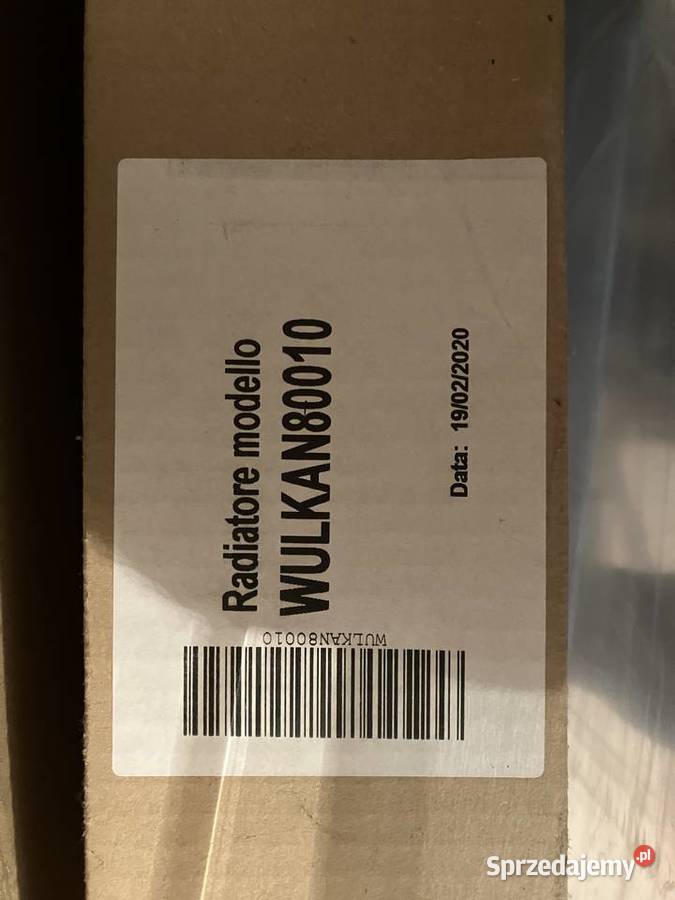 Radiatore modello
WULKAN80010
Data: 19/02/2020
WULKAN80010
Sprzedajemy.pl